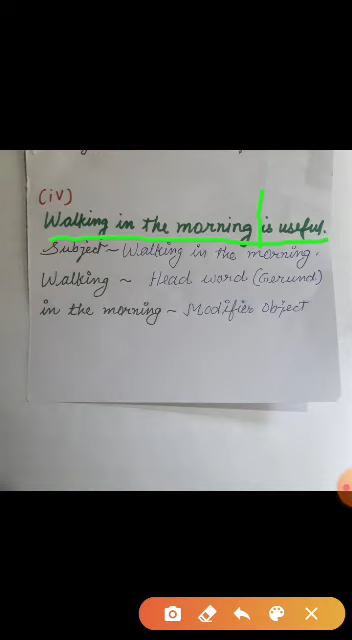 (iv)
Walking in the morning is useful.
Subject ~ Walking in the morning.
Walking ~ Head word (Gerund)
in the morning ~ Modifier Object